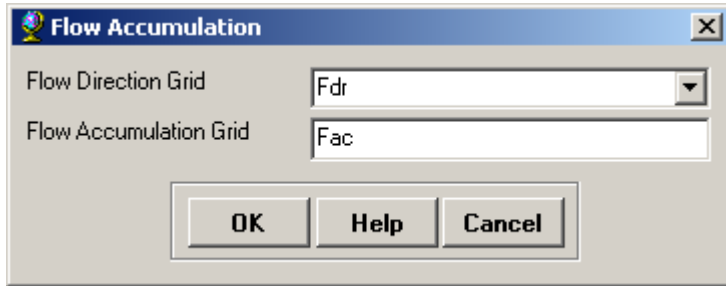 Flow Accumulation
Flow Direction Grid Fdr
Flow Accumulation Grid Fac
OK Help Cancel